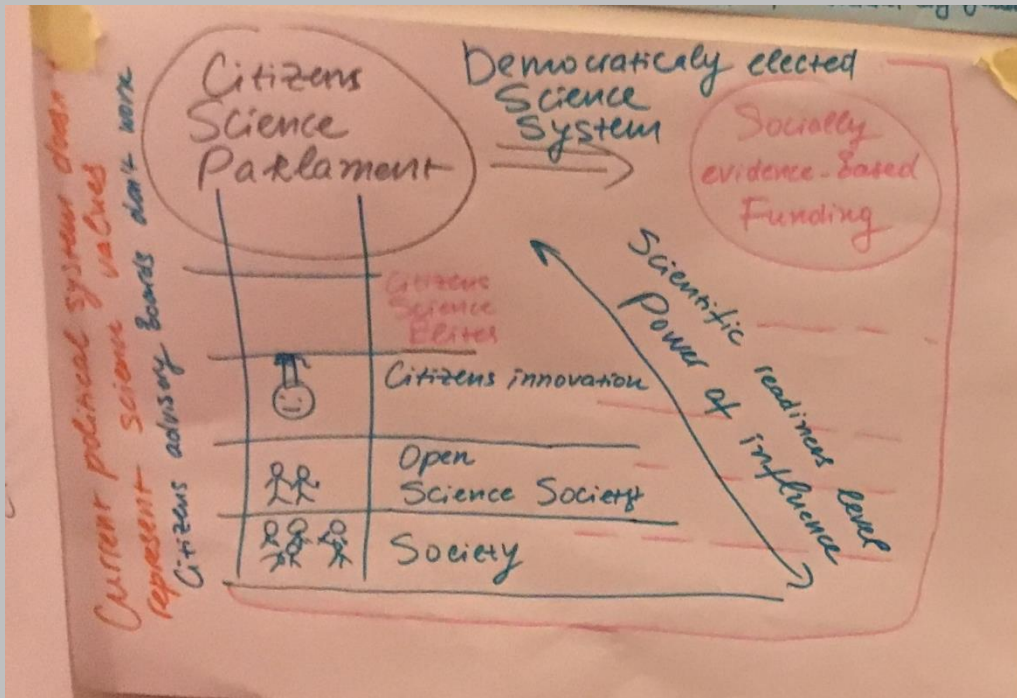 Current political system doesn't
represent science values
Citizens advisory Boards don't work
Citizens
Science
Parlament
Democraticaly elected
Science
System
Socially
evidence-Based
Funding
Citizens
Science
Elites
Citizens innovation
Open
Science Society
Society
Scientific readiness level
Power of influence